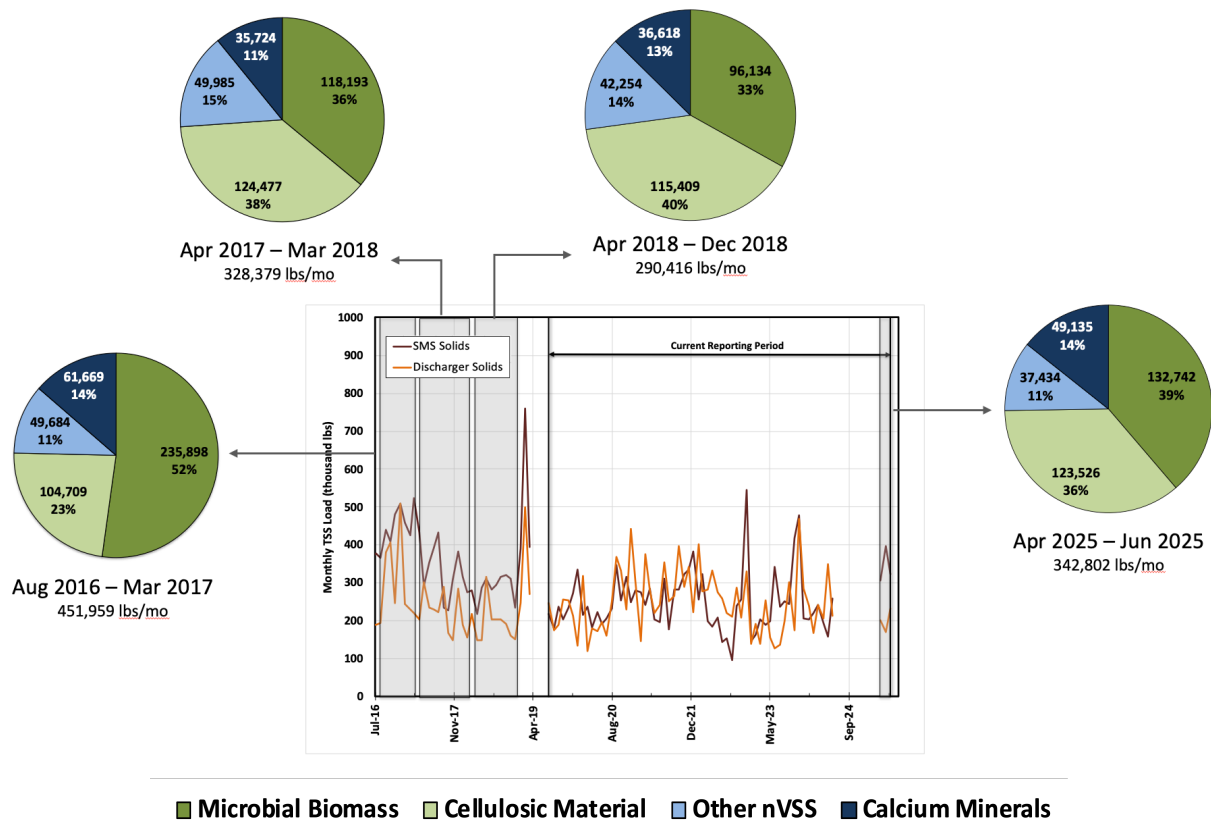 35,724
11%
118,193
36%
49,985
15%
124,477
38%
Apr 2017 – Mar 2018
328,379 lbs/mo
36,618
13%
96,134
33%
42,254
14%
115,409
40%
Apr 2018 – Dec 2018
290,416 lbs/mo
61,669
14%
235,898
52%
49,684
11%
104,709
23%
Aug 2016 – Mar 2017
451,959 lbs/mo
Monthly TSS Load (thousand lbs)
1000
900
800
700
600
500
400
300
200
100
0
SMS Solids
Discharger Solids
Current Reporting Period
Jul-16
Nov-17
Apr-19
Aug-20
Dec-21
May-23
Sep-24
49,135
14%
132,742
39%
37,434
11%
123,526
36%
Apr 2025 – Jun 2025
342,802 lbs/mo
Microbial Biomass
Cellulosic Material
Other nVSS
Calcium Minerals